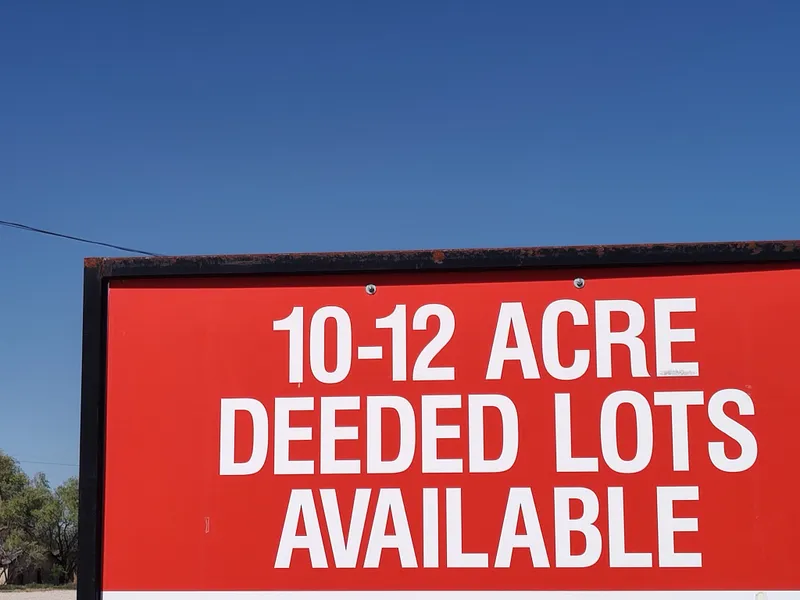 10-12 ACRE
DEEDED LOTS
AVAILABLE